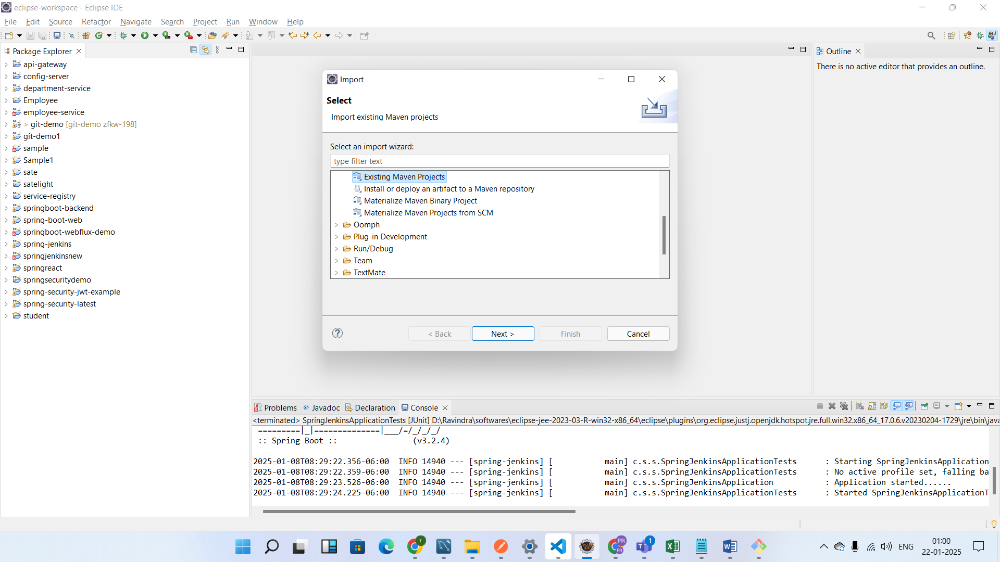 eclipse-workspace - Eclipse IDE
File Edit Source Refactor Navigate Search Project Run Window Help
Package Explorer
api-gateway
config-server
department-service
Employee
employee-service
> git-demo [git-demo zfkw-198]
git-demo1
sample
Sample1
sate
satelight
service-registry
springboot-backend
spring-boot-web
springboot-webflux-demo
spring-jenkins
springjenkinsnew
springreact
springsecuritydemo
spring-security-jwt-example
spring-security-latest
student
Import
Select
Import existing Maven projects
Select an import wizard:
type filter text
Existing Maven Projects
Install or deploy an artifact to a Maven repository
Materialize Maven Binary Project
Materialize Maven Projects from SCM
Oomph
Plug-in Development
Run/Debug
Team
TextMate
< Back Next > Finish Cancel
Outline
There is no active editor that provides an outline.
Problems @ Javadoc Declaration Console
<terminated> SpringJenkinsApplicationTests [JUnit] D:\Ravindra\softwares\eclipse-jee-2023-03-R-win32-x86_64\eclipse\plugins\org.eclipse.justj.openjdk.hotspot.jre.full.win32.x86_64_17.0.6.v20230204-1729\jre\bin\java
=========|_|==============|___/=/_/_/_/
:: Spring Boot ::                (v3.2.4)
2025-01-08T08:29:22.356-06:00  INFO 14940 --- [spring-jenkins] [           main] c.s.s.SpringJenkinsApplicationTests      : Starting SpringJenkinsApplication
2025-01-08T08:29:22.359-06:00  INFO 14940 --- [spring-jenkins] [           main] c.s.s.SpringJenkinsApplicationTests      : No active profile set, falling ba
2025-01-08T08:29:23.526-06:00  INFO 14940 --- [spring-jenkins] [           main] c.s.s.SpringJenkinsApplication           : Application started......
2025-01-08T08:29:24.225-06:00  INFO 14940 --- [spring-jenkins] [           main] c.s.s.SpringJenkinsApplicationTests      : Started SpringJenkinsApplicationT
r
PR
PR
1
ENG
01:00
22-01-2025